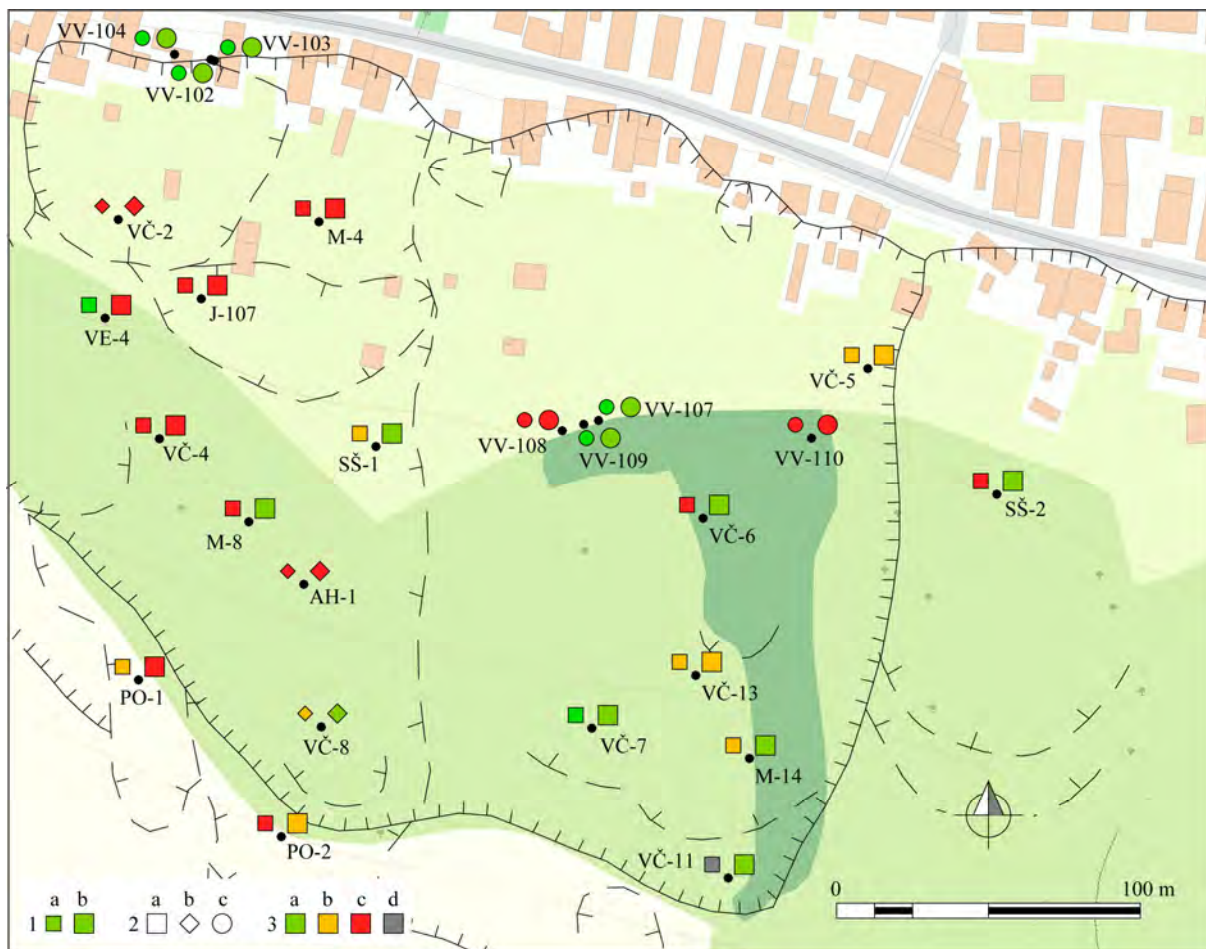 VV-104
VV-103
VV-102
VČ-2
M-4
J-107
VE-4
VČ-5
VČ-4
SŠ-1
VV-108
VV-107
VV-109
VV-110
M-8
VČ-6
SŠ-2
AH-1
PO-1
VČ-13
VČ-8
VČ-7
M-14
PO-2
VČ-11
a b a b c a b c d
1 2 3
0 100 m